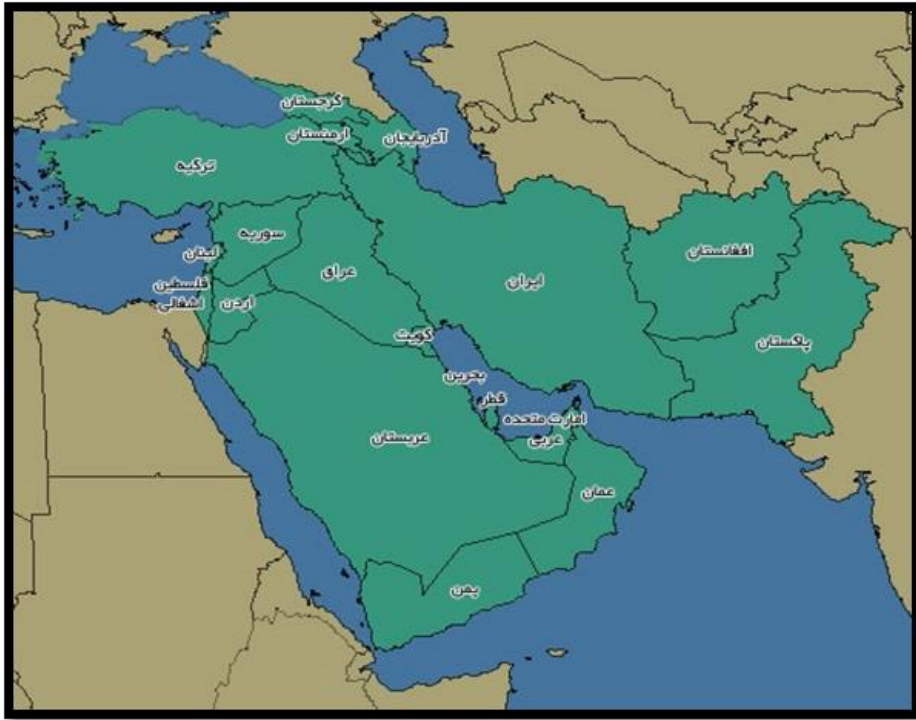 گرجستان
ارمنستان
آذربایجان
ترکیه
سوریه
لبنان
عراق
ایران
افغانستان
فلسطین
اشغالی
اردن
کویت
پاکستان
بحرین
قطر
امارت متحده
عربی
عربستان
عمان
یمن